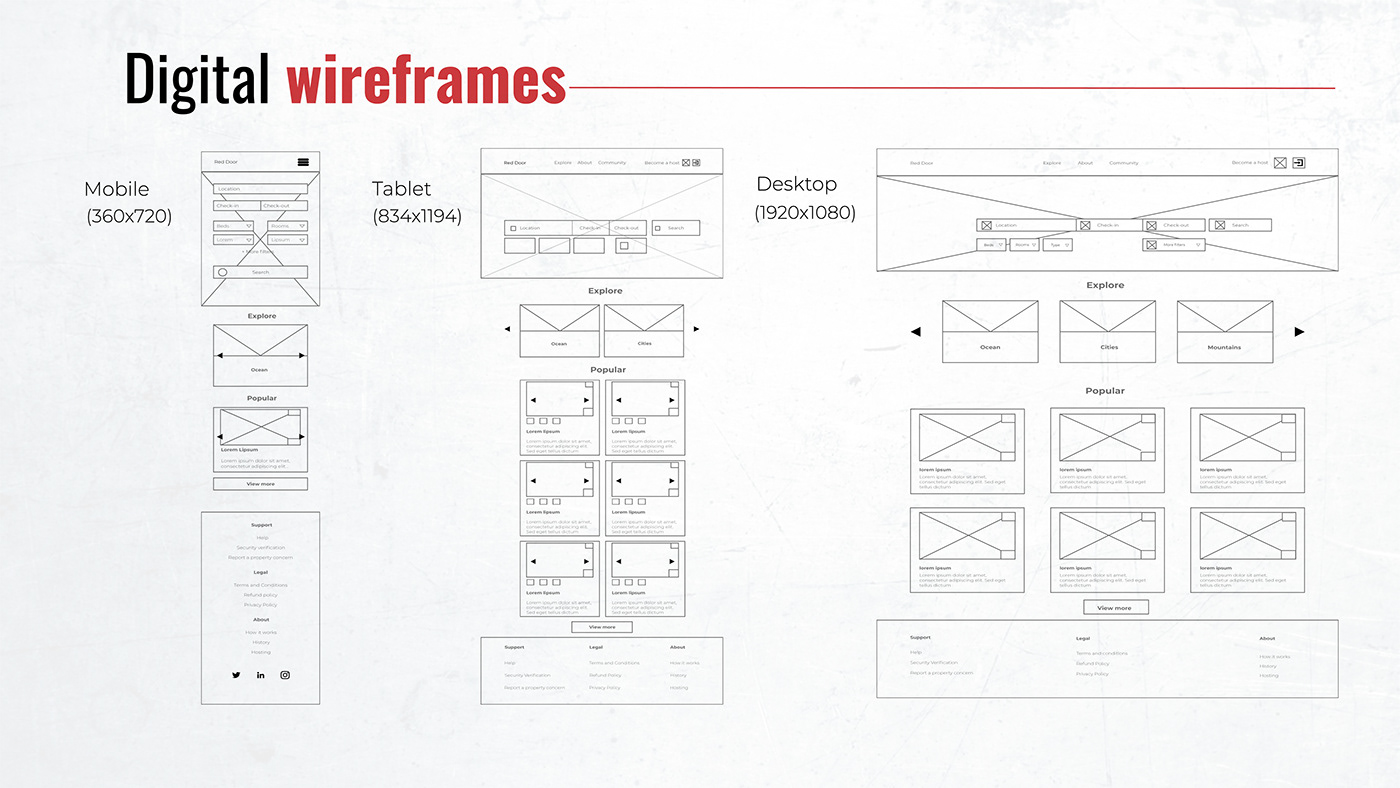 Digital wireframes
Mobile
(360x720)
Red Door
Location
Check-in Check-out
Beds Rooms
Lorem Lipsum
+ More Filters
Search
Explore
Ocean
Popular
Lorem Lipsum
Lorem ipsum dolor sit amet,
consectetur adipiscing elit.
View more
Support
Help
Security verification
Report a property concern
Legal
Terms and Conditions
Refund policy
Privacy Policy
About
How it works
History
Hosting
Tablet
(834x1194)
Red Door Explore About Community Become a host
Location Check-in Check-out Search
Explore
Ocean Cities
Popular
Lorem lipsum Lorem lipsum
Lorem ipsum dolor sit amet, Lorem ipsum dolor sit amet,
consectetur adipiscing elit. consectetur adipiscing elit.
Sed eget tellus dictum Sed eget tellus dictum
Lorem lipsum Lorem lipsum
Lorem ipsum dolor sit amet, Lorem ipsum dolor sit amet,
consectetur adipiscing elit. consectetur adipiscing elit.
Sed eget tellus dictum Sed eget tellus dictum
Lorem lipsum Lorem lipsum
Lorem ipsum dolor sit amet, Lorem ipsum dolor sit amet,
consectetur adipiscing elit. consectetur adipiscing elit.
Sed eget tellus dictum Sed eget tellus dictum
View more
Support Legal About
Help Terms and Conditions How it works
Security Verification Refund Policy History
Report a property concern Privacy Policy Hosting
Desktop
(1920x1080)
Red Door Explore About Community Become a host
Location Check-in Check-out Search
Beds Rooms Type More Filters
Explore
Ocean Cities Mountains
Popular
lorem ipsum lorem ipsum lorem ipsum
Lorem ipsum dolor sit amet, Lorem ipsum dolor sit amet, Lorem ipsum dolor sit amet,
consectetur adipiscing elit. Sed eget consectetur adipiscing elit. Sed eget consectetur adipiscing elit. Sed eget
tellus dictum tellus dictum tellus dictum
lorem ipsum lorem ipsum lorem ipsum
Lorem ipsum dolor sit amet, Lorem ipsum dolor sit amet, Lorem ipsum dolor sit amet,
consectetur adipiscing elit. Sed eget consectetur adipiscing elit. Sed eget consectetur adipiscing elit. Sed eget
tellus dictum tellus dictum tellus dictum
View more
Support Legal About
Help Terms and conditions How it works
Security Verification Refund Policy History
Report a property concern Privacy Policy Hosting